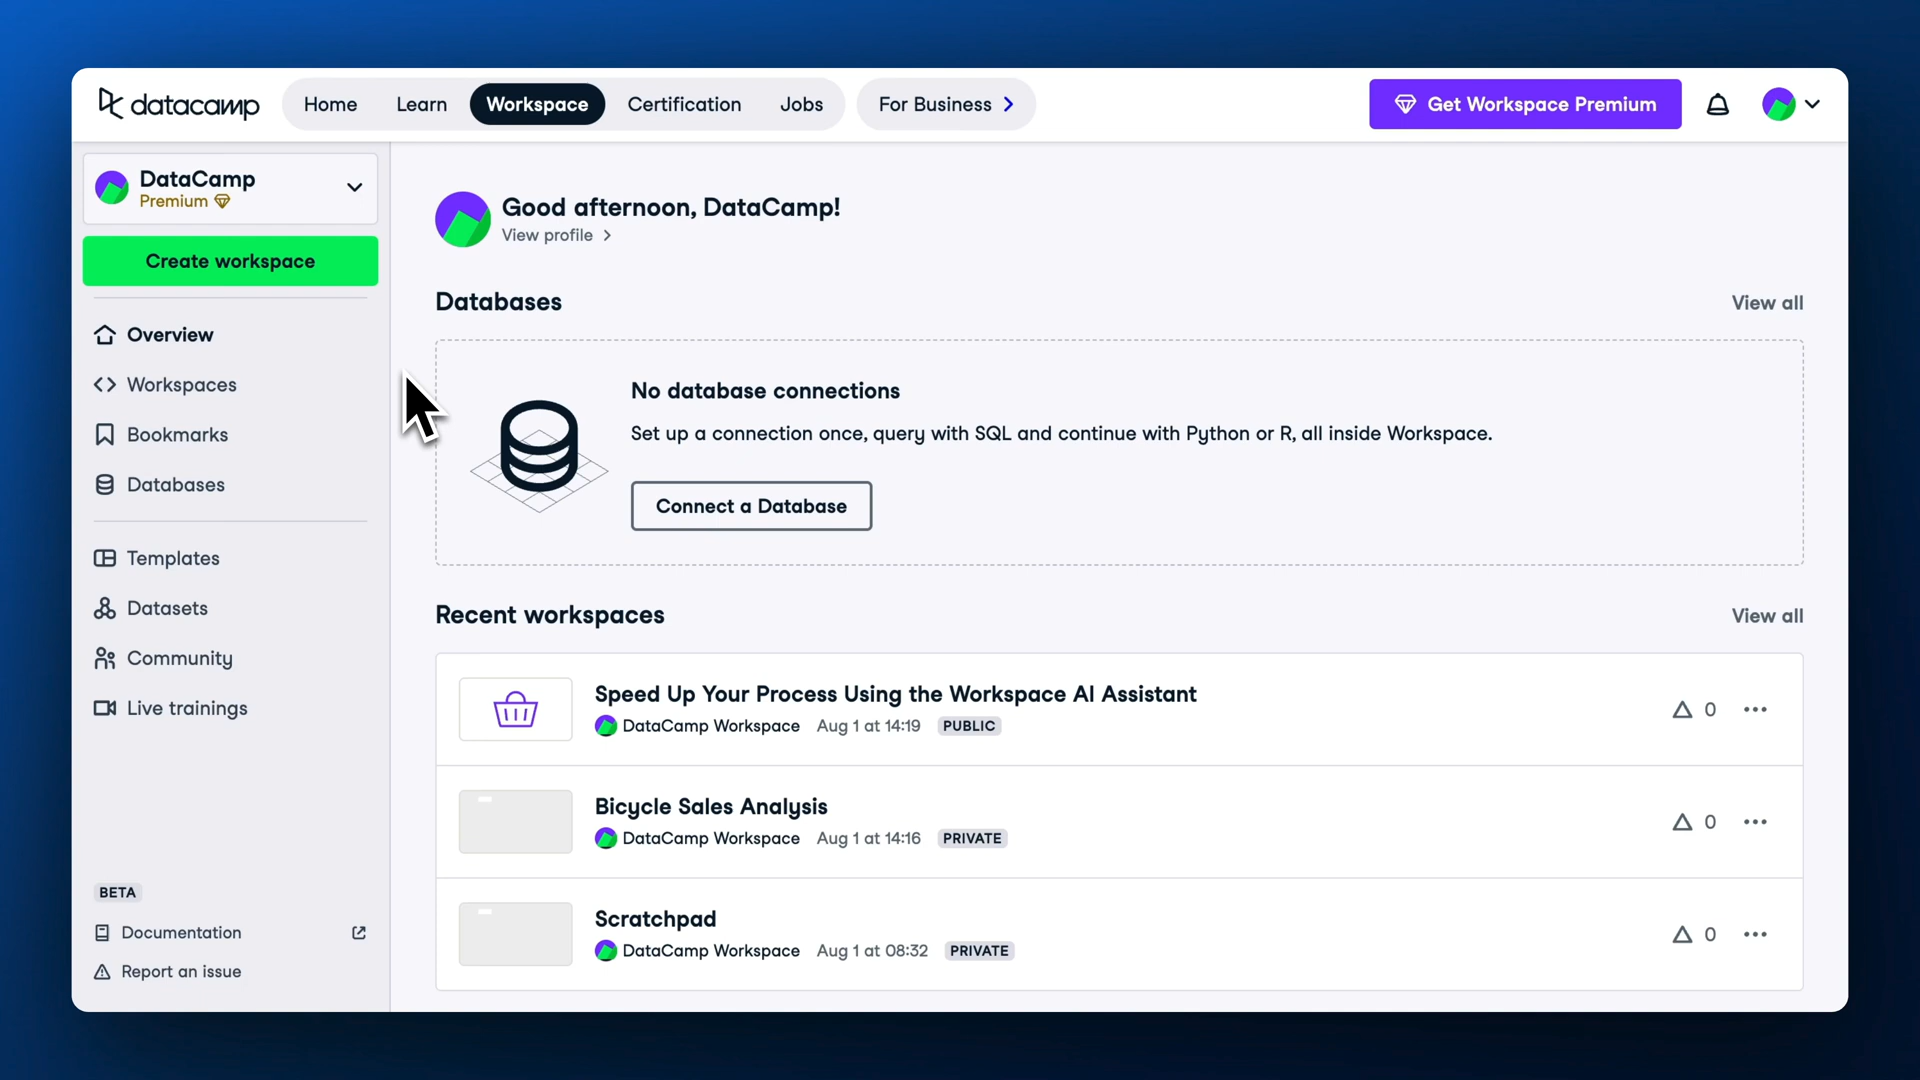 datacamp
Home Learn Workspace Certification Jobs For Business Get Workspace Premium
DataCamp
Premium
Create workspace
Overview
Workspaces
Bookmarks
Databases
Templates
Datasets
Community
Live trainings
BETA
Documentation
Report an issue
Good afternoon, DataCamp!
View profile
Databases View all
No database connections
Set up a connection once, query with SQL and continue with Python or R, all inside Workspace.
Connect a Database
Recent workspaces View all
Speed Up Your Process Using the Workspace AI Assistant
DataCamp Workspace Aug 1 at 14:19 PUBLIC
0
Bicycle Sales Analysis
DataCamp Workspace Aug 1 at 14:16 PRIVATE
0
Scratchpad
DataCamp Workspace Aug 1 at 08:32 PRIVATE
0